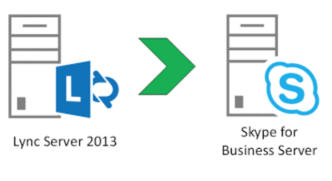 L
Lync Server 2013
S
Skype for
Business Server